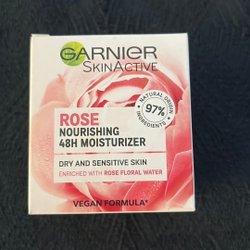 GARNIER
SKINACTIVE
NATURAL ORIGIN
97%
INGREDIENTS
ROSE
NOURISHING
48H MOISTURIZER
DRY AND SENSITIVE SKIN
ENRICHED WITH ROSE FLORAL WATER
VEGAN FORMULA*